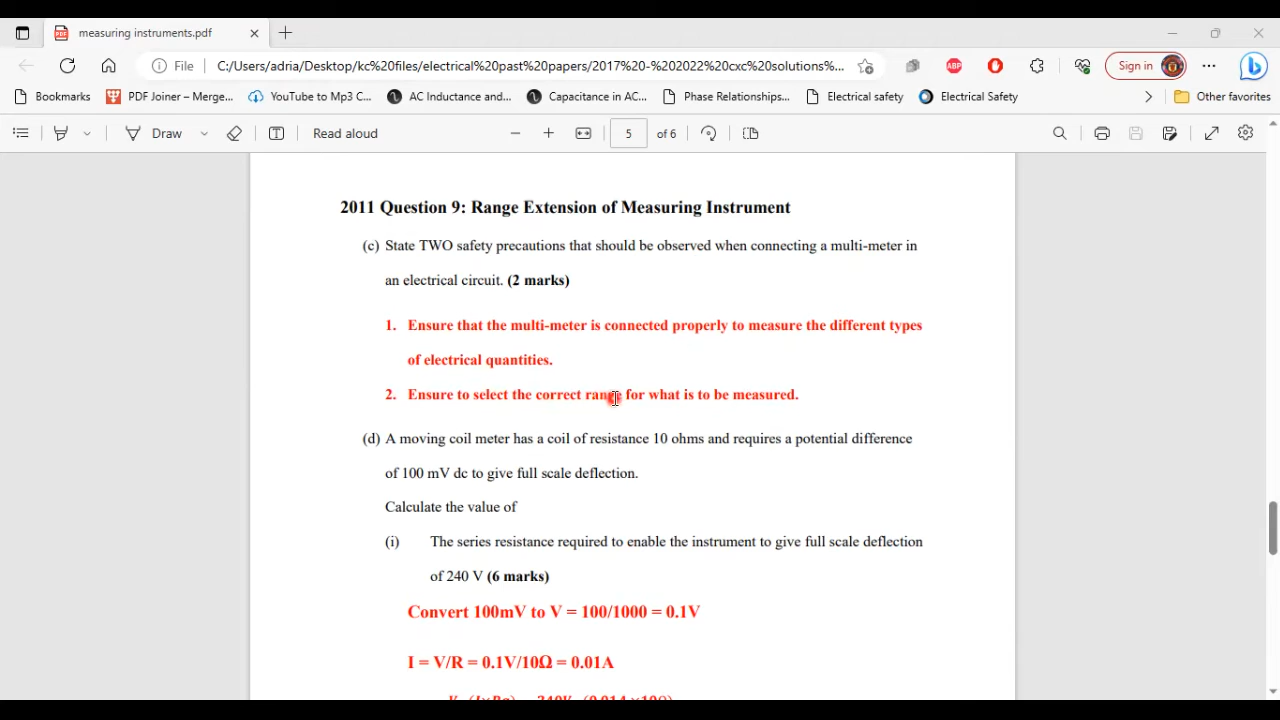 measuring instruments.pdf
File C:/Users/adria/Desktop/kc%20files/electrical%20past%20papers/2017%20-%202022%20cxc%20solutions%... ABP Sign in
Bookmarks PDF Joiner – Merge... YouTube to Mp3 C... AC Inductance and... Capacitance in AC... Phase Relationships... Electrical safety Electrical Safety Other favorites
Draw Read aloud 5 of 6
2011 Question 9: Range Extension of Measuring Instrument
(c) State TWO safety precautions that should be observed when connecting a multi-meter in
an electrical circuit. (2 marks)
1. Ensure that the multi-meter is connected properly to measure the different types
of electrical quantities.
2. Ensure to select the correct range for what is to be measured.
(d) A moving coil meter has a coil of resistance 10 ohms and requires a potential difference
of 100 mV dc to give full scale deflection.
Calculate the value of
(i) The series resistance required to enable the instrument to give full scale deflection
of 240 V (6 marks)
Convert 100mV to V = 100/1000 = 0.1V
I = V/R = 0.1V/10Ω = 0.01A